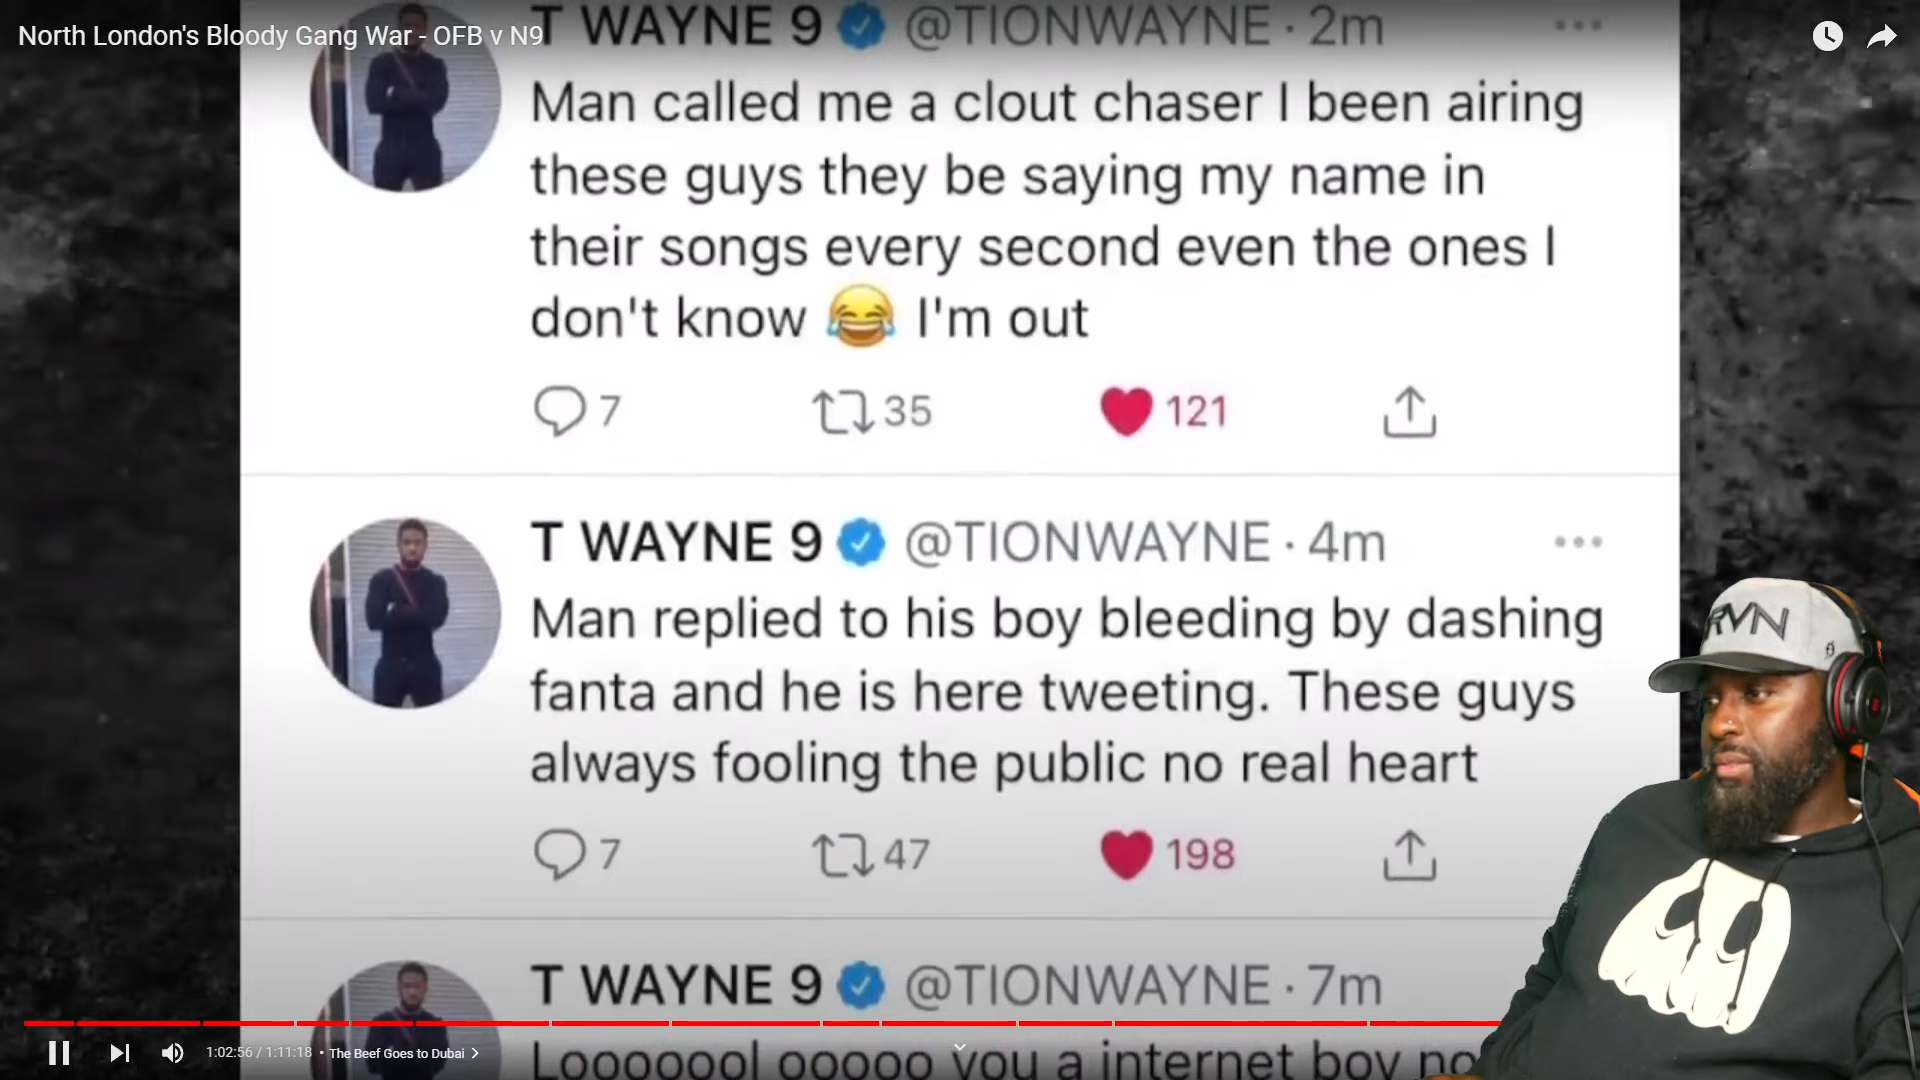 North London's Bloody Gang War - OFB v N9
T WAYNE 9 @TIONWAYNE · 2m
Man called me a clout chaser I been airing
these guys they be saying my name in
their songs every second even the ones I
don't know 😂 I'm out
7 35 121
T WAYNE 9 @TIONWAYNE · 4m
Man replied to his boy bleeding by dashing
fanta and he is here tweeting. These guys
always fooling the public no real heart
7 47 198
T WAYNE 9 @TIONWAYNE · 7m
Looooool ooooo you a internet boy no
RVN
1:02:56 / 1:11:18 • The Beef Goes to Dubai >